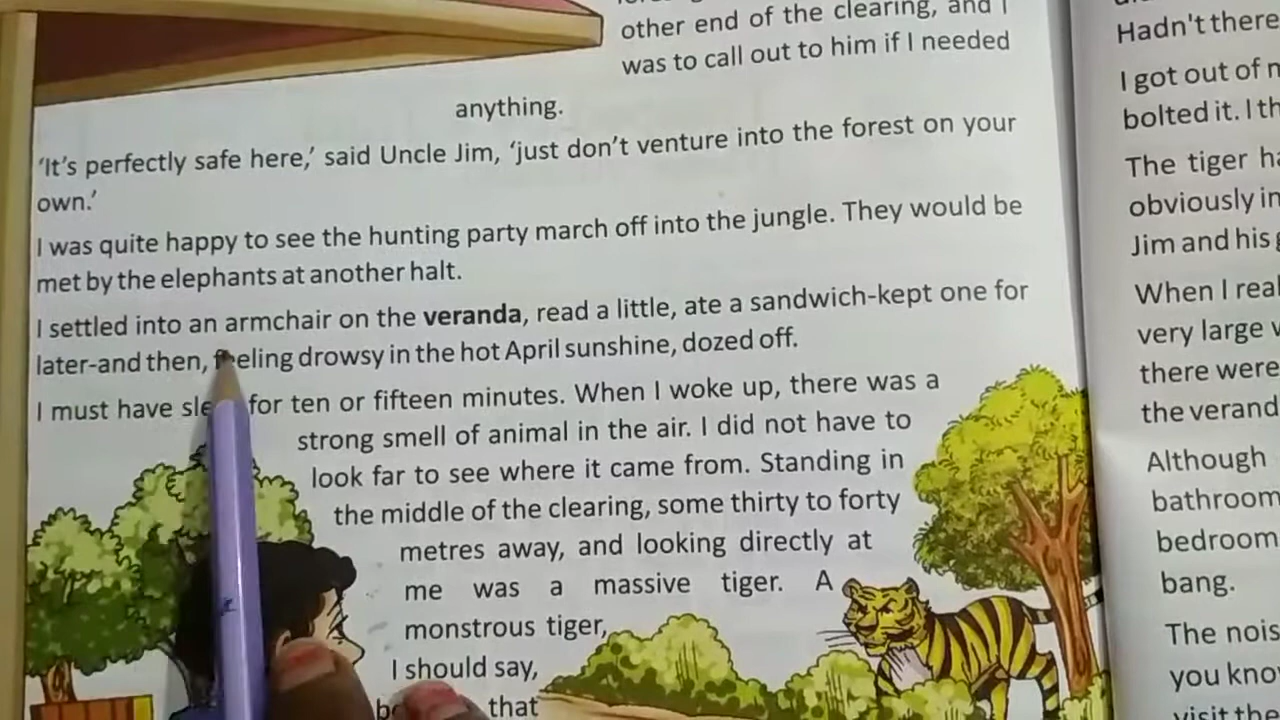 other end of the clearing, and I
was to call out to him if I needed
anything.
‘It's perfectly safe here,’ said Uncle Jim, ‘just don’t venture into the forest on your
own.’
I was quite happy to see the hunting party march off into the jungle. They would be
met by the elephants at another halt.
I settled into an armchair on the veranda, read a little, ate a sandwich-kept one for
later-and then, feeling drowsy in the hot April sunshine, dozed off.
I must have for ten or fifteen minutes. When I woke up, there was a
strong smell of animal in the air. I did not have to
look far to see where it came from. Standing in
the middle of the clearing, some thirty to forty
metres away, and looking directly at
me was a massive tiger. A
monstrous tiger,
I should say,
that
Hadn't there
I got out of
bolted it. I
The tiger
obviously
Jim and his
When I
very large
there were
the
Although
bathroom
bedroom
bang.
The
you
visit the